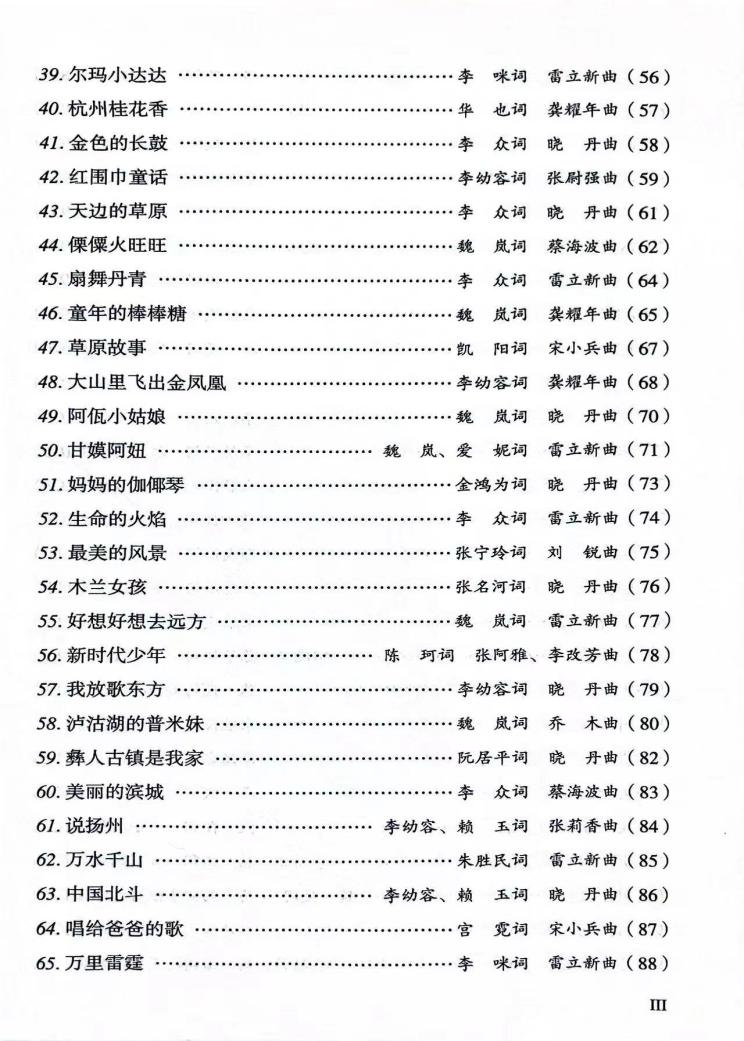 39. 尔玛小达达 …………………………………… 李　咪词　雷立新曲（56）
40. 杭州桂花香 …………………………………… 华　也词　龚耀年曲（57）
41. 金色的长鼓 …………………………………… 李　众词　晓　丹曲（58）
42. 红围巾童话 …………………………………… 李幼容词　张尉强曲（59）
43. 天边的草原 …………………………………… 李　众词　晓　丹曲（61）
44. 傈僳火旺旺 …………………………………… 魏　岚词　蔡海波曲（62）
45. 扇舞丹青 …………………………………… 李　众词　雷立新曲（64）
46. 童年的棒棒糖 …………………………………… 魏　岚词　龚耀年曲（65）
47. 草原故事 …………………………………… 凯　阳词　宋小兵曲（67）
48. 大山里飞出金凤凰 …………………………… 李幼容词　龚耀年曲（68）
49. 阿佤小姑娘 …………………………………… 魏　岚词　晓　丹曲（70）
50. 甘嫫阿妞 …………………………… 魏　岚、爱　妮词　雷立新曲（71）
51. 妈妈的伽倻琴 …………………………………… 金鸿为词　晓　丹曲（73）
52. 生命的火焰 …………………………………… 李　众词　雷立新曲（74）
53. 最美的风景 …………………………………… 张宁玲词　刘　锐曲（75）
54. 木兰女孩 …………………………………… 张名河词　晓　丹曲（76）
55. 好想好想去远方 ……………………………… 魏　岚词　雷立新曲（77）
56. 新时代少年 …………………………… 陈　珂词　张阿雅、李改芳曲（78）
57. 我放歌东方 …………………………………… 李幼容词　晓　丹曲（79）
58. 泸沽湖的普米妹 ……………………………… 魏　岚词　乔　木曲（80）
59. 彝人古镇是我家 ……………………………… 阮居平词　晓　丹曲（82）
60. 美丽的滨城 …………………………………… 李　众词　蔡海波曲（83）
61. 说扬州 …………………………… 李幼容、赖　玉词　张莉香曲（84）
62. 万水千山 …………………………………… 朱胜民词　雷立新曲（85）
63. 中国北斗 …………………………… 李幼容、赖　玉词　晓　丹曲（86）
64. 唱给爸爸的歌 …………………………………… 宫　霓词　宋小兵曲（87）
65. 万里雷霆 …………………………………… 李　咪词　雷立新曲（88）
III